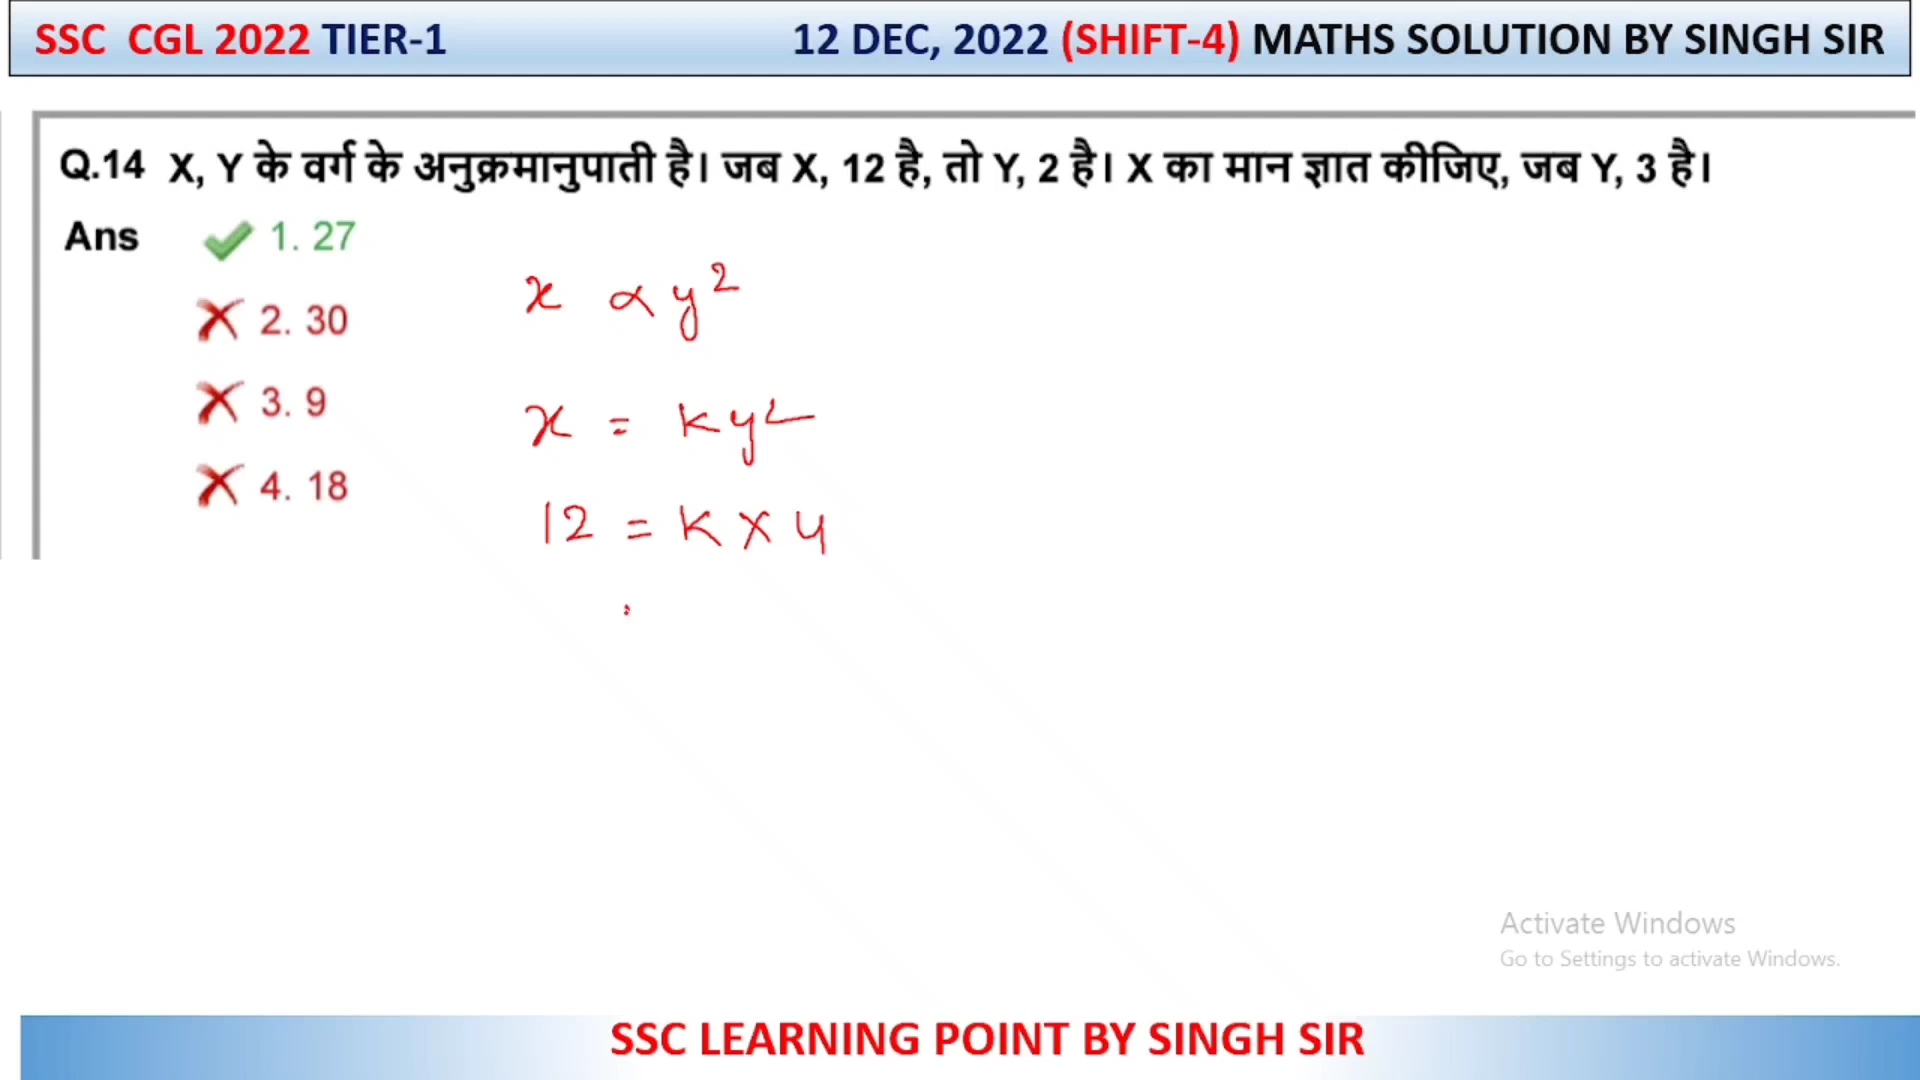 SSC CGL 2022 TIER-1 12 DEC, 2022 (SHIFT-4) MATHS SOLUTION BY SINGH SIR
Q.14 X, Y के वर्ग के अनुक्रमानुपाती है। जब X, 12 है, तो Y, 2 है। X का मान ज्ञात कीजिए, जब Y, 3 है।
Ans 1. 27
2. 30
3. 9
4. 18
x ∝ y²
x = ky²
12 = k × 4
Activate Windows
Go to Settings to activate Windows.
SSC LEARNING POINT BY SINGH SIR